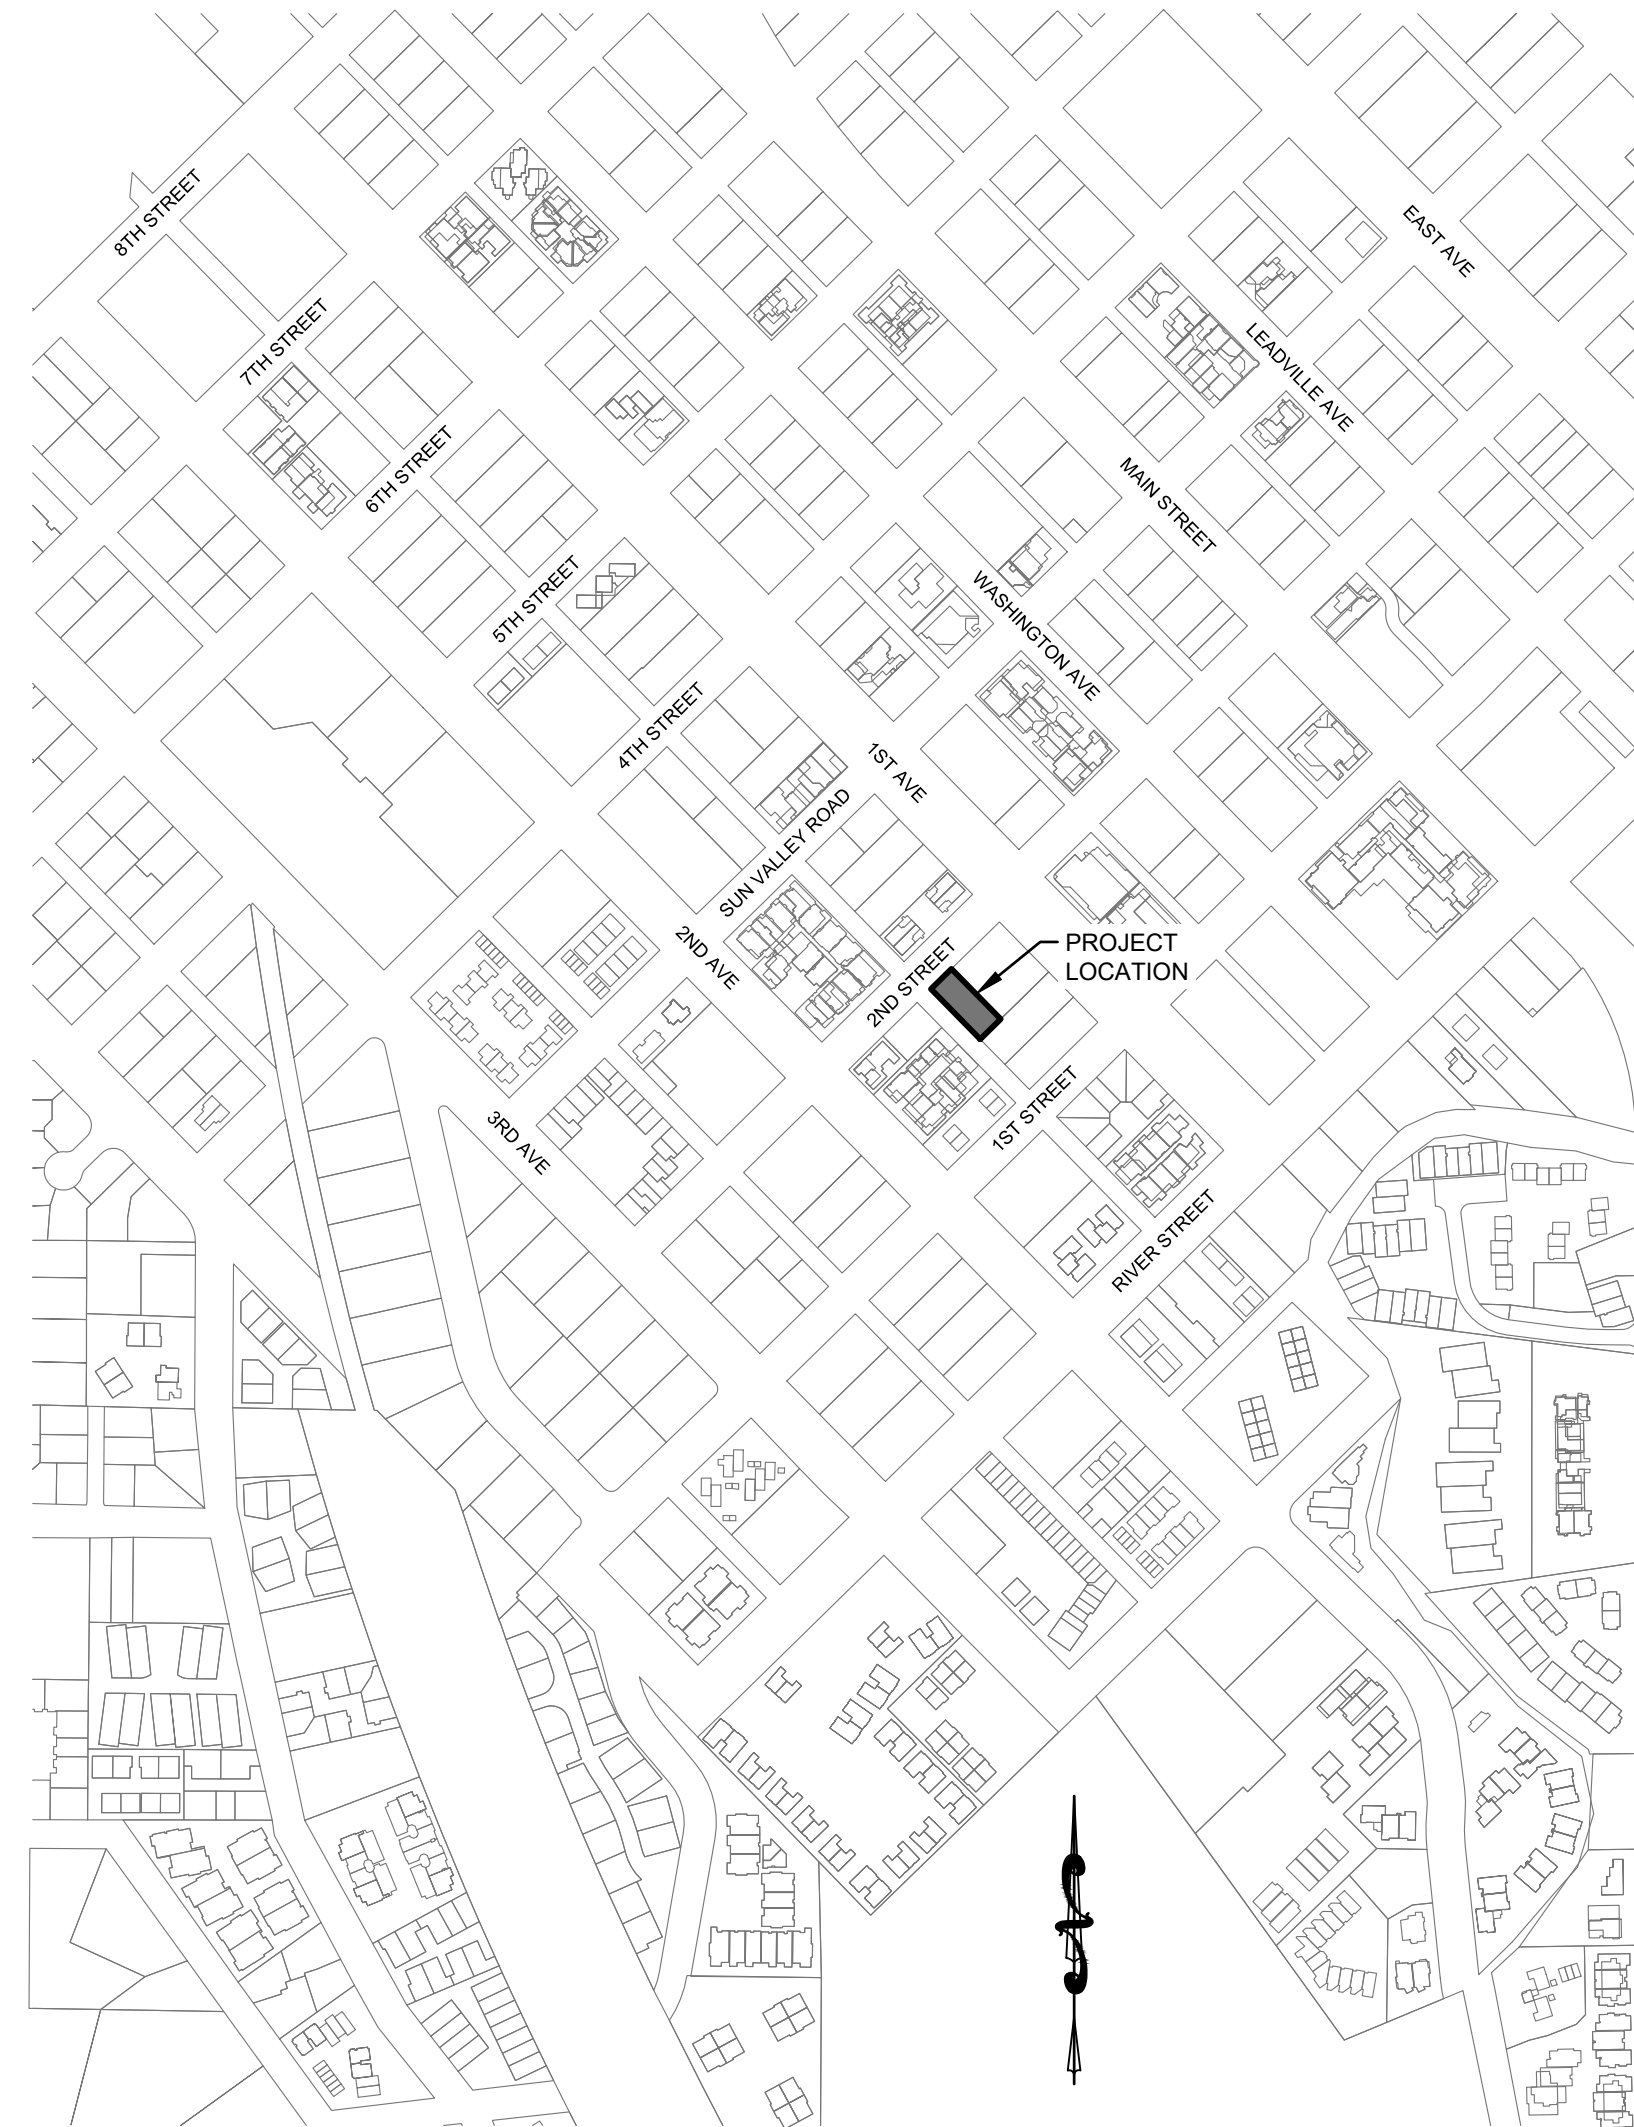 8TH STREET
EAST AVE
7TH STREET
LEADVILLE AVE
6TH STREET
MAIN STREET
5TH STREET
WASHINGTON AVE
4TH STREET
1ST AVE
SUN VALLEY ROAD
2ND AVE
2ND STREET
PROJECT
LOCATION
3RD AVE
1ST STREET
RIVER STREET